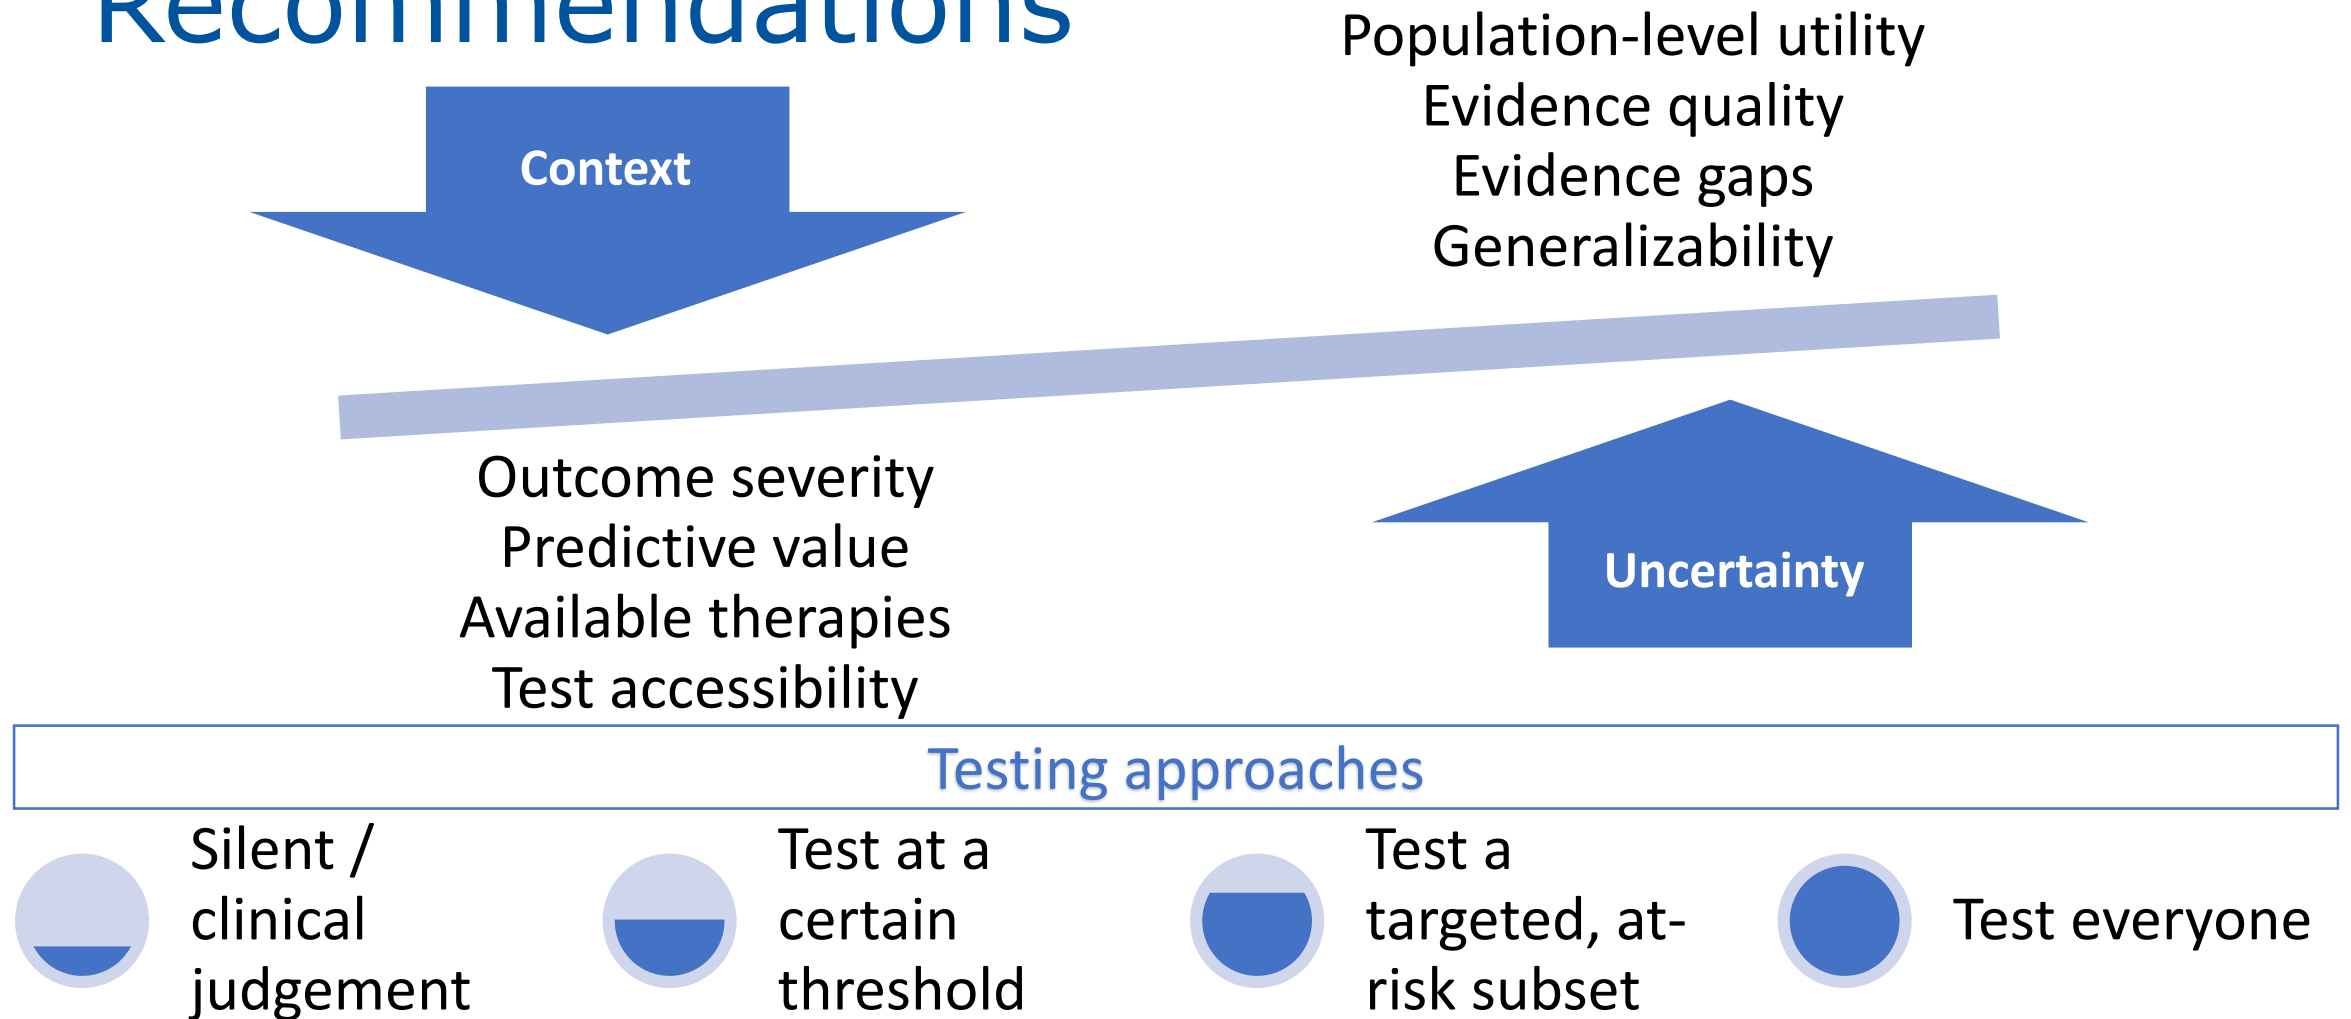 Recommendations
Population-level utility
Evidence quality
Evidence gaps
Generalizability
Context
Outcome severity
Predictive value
Available therapies
Test accessibility
Uncertainty
Testing approaches
Silent /
clinical
judgement
Test at a
certain
threshold
Test a
targeted, at-
risk subset
Test everyone